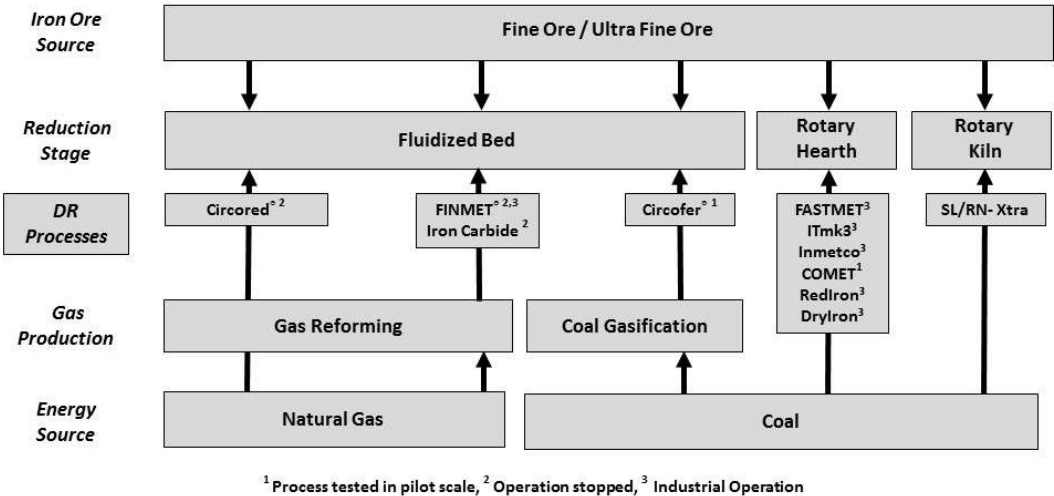 Iron Ore
Source
Fine Ore / Ultra Fine Ore
Reduction
Stage
Fluidized Bed
Rotary
Hearth
Rotary
Kiln
DR
Processes
Circored® 2
FINMET® 2,3
Iron Carbide 2
Circofer® 1
FASTMET3
ITmk33
Inmetco3
COMET1
RedIron3
DryIron3
SL/RN- Xtra
Gas
Production
Gas Reforming
Coal Gasification
Energy
Source
Natural Gas
Coal
1 Process tested in pilot scale, 2 Operation stopped, 3 Industrial Operation